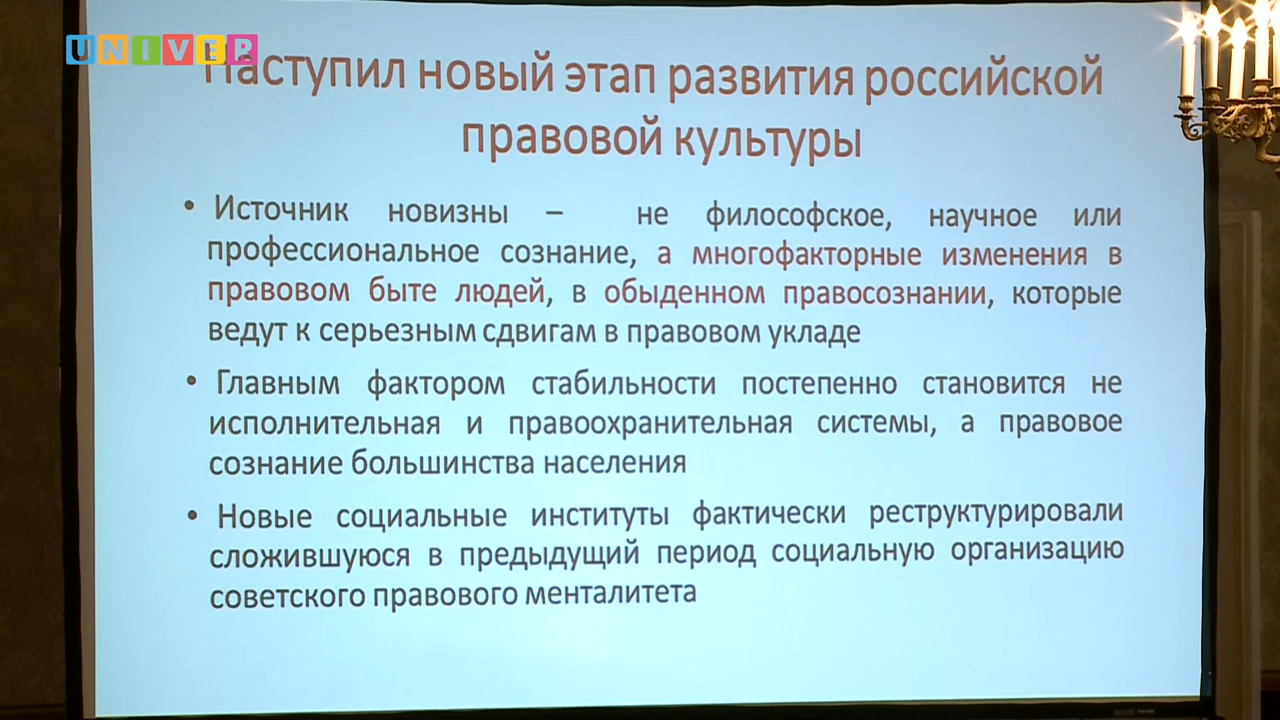 UNIVER
Наступил новый этап развития российской
правовой культуры
• Источник новизны – не философское, научное или
профессиональное сознание, а многофакторные изменения в
правовом быте людей, в обыденном правосознании, которые
ведут к серьезным сдвигам в правовом укладе
• Главным фактором стабильности постепенно становится не
исполнительная и правоохранительная системы, а правовое
сознание большинства населения
• Новые социальные институты фактически реструктурировали
сложившуюся в предыдущий период социальную организацию
советского правового менталитета